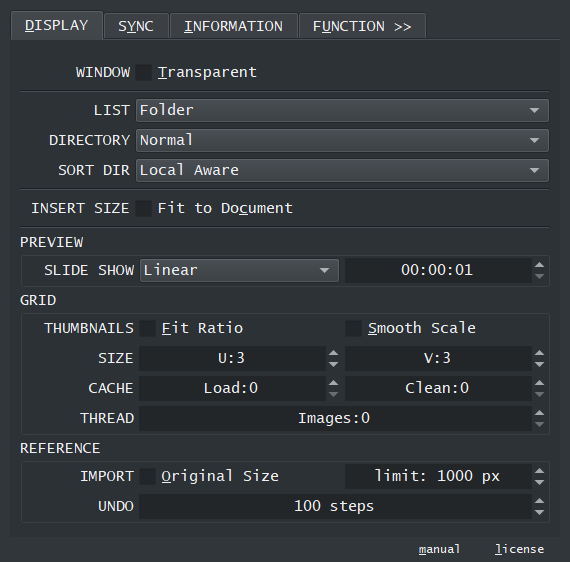 DISPLAY SYNC INFORMATION FUNCTION >>
WINDOW Transparent
LIST Folder
DIRECTORY Normal
SORT DIR Local Aware
INSERT SIZE Fit to Document
PREVIEW
SLIDE SHOW Linear 00:00:01
GRID
THUMBNAILS Fit Ratio Smooth Scale
SIZE U:3 V:3
CACHE Load:0 Clean:0
THREAD Images:0
REFERENCE
IMPORT Original Size limit: 1000 px
UNDO 100 steps
manual license